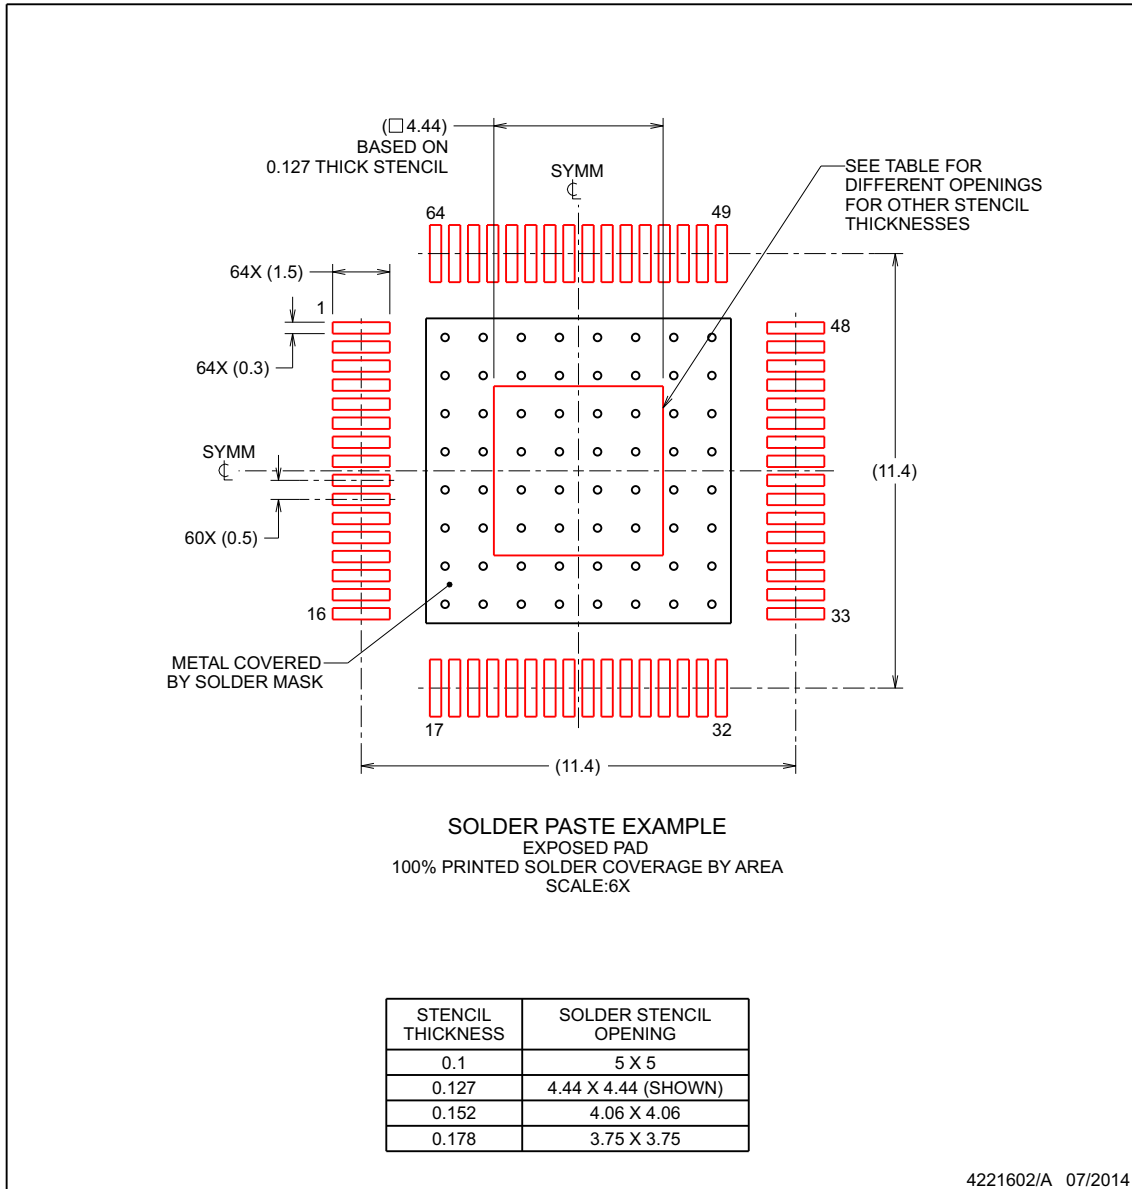 (□4.44)
BASED ON
0.127 THICK STENCIL
SYMM
℄
SEE TABLE FOR
DIFFERENT OPENINGS
FOR OTHER STENCIL
THICKNESSES
64
49
64X (1.5)
1
48
64X (0.3)
SYMM
℄
(11.4)
60X (0.5)
16
33
METAL COVERED
BY SOLDER MASK
17
32
(11.4)
SOLDER PASTE EXAMPLE
EXPOSED PAD
100% PRINTED SOLDER COVERAGE BY AREA
SCALE:6X
STENCIL THICKNESS
SOLDER STENCIL OPENING
0.1
5 X 5
0.127
4.44 X 4.44 (SHOWN)
0.152
4.06 X 4.06
0.178
3.75 X 3.75
4221602/A 07/2014